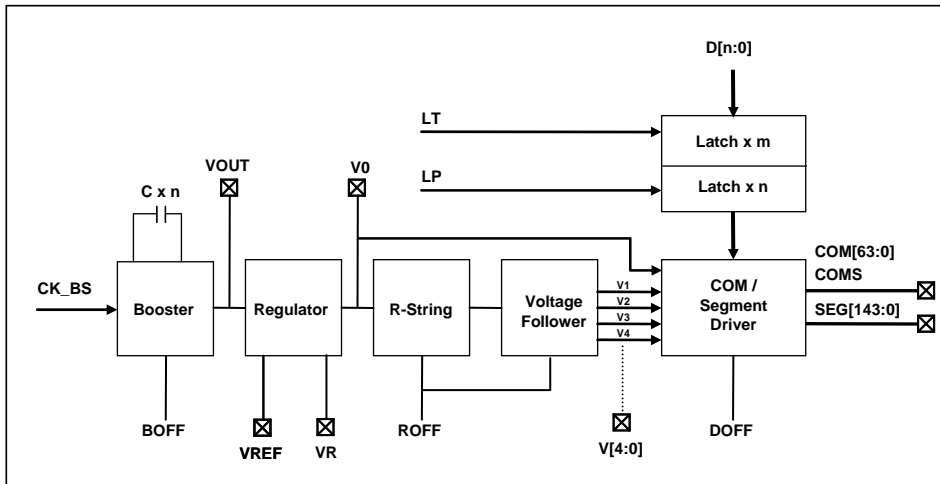 D[n:0]
LT
Latch x m
VOUT
V0
LP
Latch x n
C x n
COM[63:0]
COMS
CK_BS
Booster
Regulator
R-String
Voltage
Follower
V1
V2
V3
V4
COM /
Segment
Driver
SEG[143:0]
BOFF
VREF
VR
ROFF
V[4:0]
DOFF